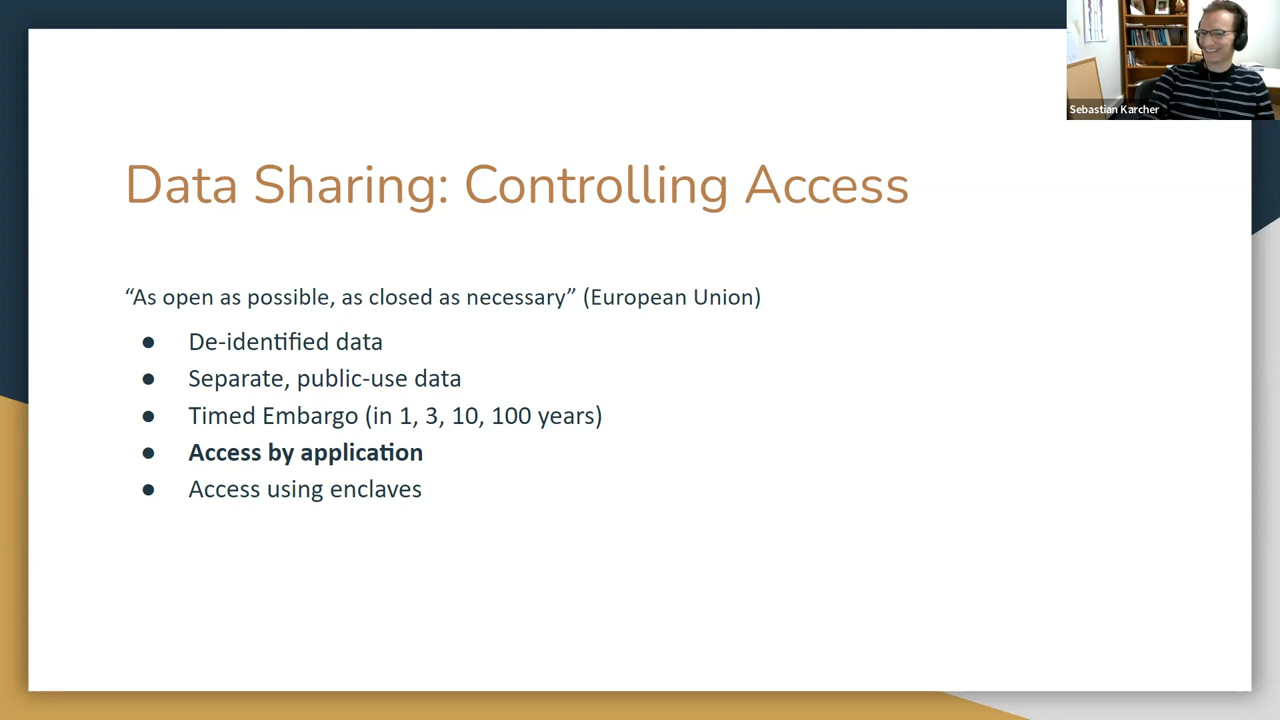 Sebastian Karcher
Data Sharing: Controlling Access
“As open as possible, as closed as necessary” (European Union)
● De-identified data
● Separate, public-use data
● Timed Embargo (in 1, 3, 10, 100 years)
● Access by application
● Access using enclaves